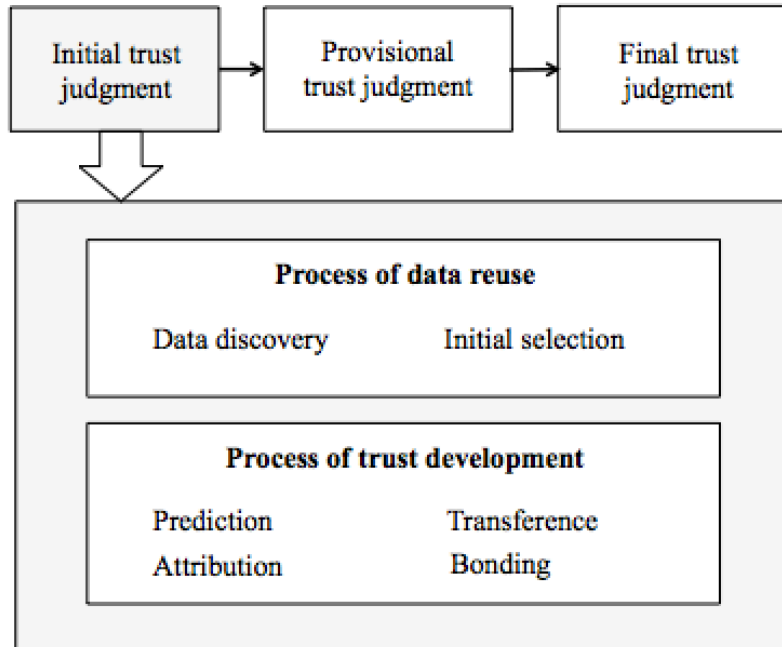 Initial trust
judgment
Provisional
trust judgment
Final trust
judgment
Process of data reuse
Data discovery
Initial selection
Process of trust development
Prediction
Transference
Attribution
Bonding